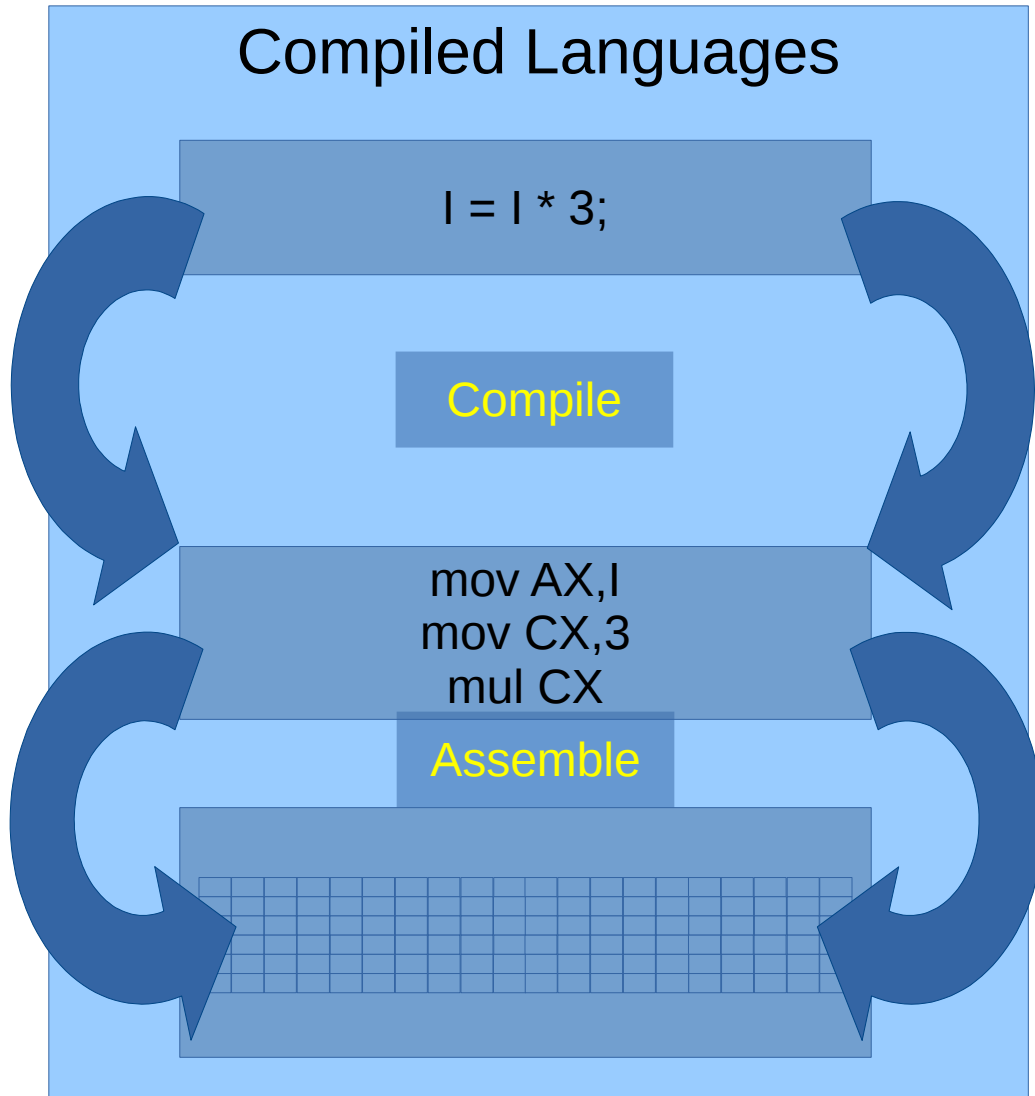 Compiled Languages
I = I * 3;
Compile
mov AX,I
mov CX,3
mul CX
Assemble